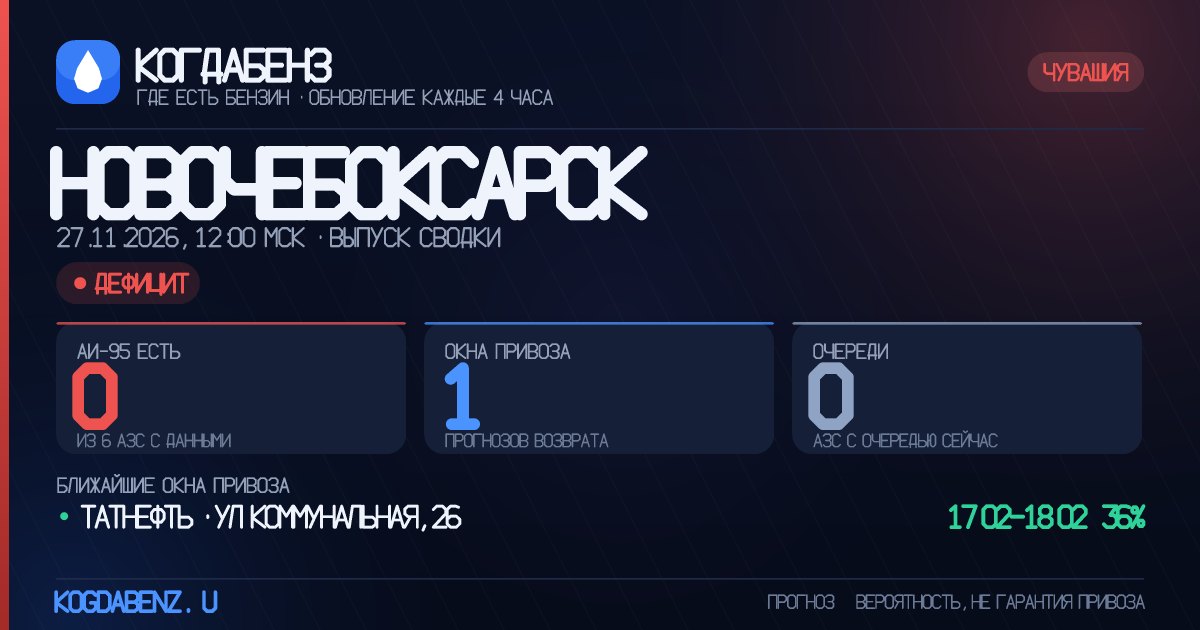 КОГДАБЕНЗ
ГДЕ ЕСТЬ БЕНЗИН · ОБНОВЛЕНИЕ КАЖДЫЕ 4 ЧАСА
ЧУВАШИЯ
НОВОЧЕБОКСАРСК
27.11 2026, 12:00 МСК · ВЫПУСК СВОДКИ
• ДЕФИЦИТ
АИ-95 ЕСТЬ
0
ИЗ 6 АЗС С ДАННЫМИ
ОКНА ПРИВОЗА
1
ПРОГНОЗОВ ВОЗВРАТА
ОЧЕРЕДИ
0
АЗС С ОЧЕРЕДЬЮ СЕЙЧАС
БЛИЖАЙШИЕ ОКНА ПРИВОЗА
• ТАТНЕФТЬ · УЛ КОММУНАЛЬНАЯ, 26
17 02–18 02 36%
KOGDABENZ. U
ПРОГНОЗ ВЕРОЯТНОСТЬ, НЕ ГАРАНТИЯ ПРИВОЗА